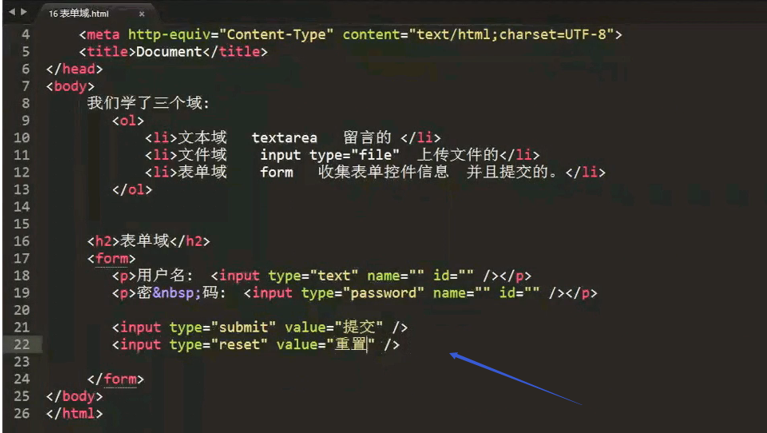 16 表单域.html
4 <meta http-equiv="Content-Type" content="text/html;charset=UTF-8">
5 <title>Document</title>
6 </head>
7 <body>
8 我们学了三个域:
9 <ol>
10 <li>文本域 textarea 留言的 </li>
11 <li>文件域 input type="file" 上传文件的</li>
12 <li>表单域 form 收集表单控件信息 并且提交的。</li>
13 </ol>
14
15
16 <h2>表单域</h2>
17 <form>
18 <p>用户名: <input type="text" name="" id="" /></p>
19 <p>密&nbsp;码: <input type="password" name="" id="" /></p>
20
21 <input type="submit" value="提交" />
22 <input type="reset" value="重置" />
23
24 </form>
25 </body>
26 </html>